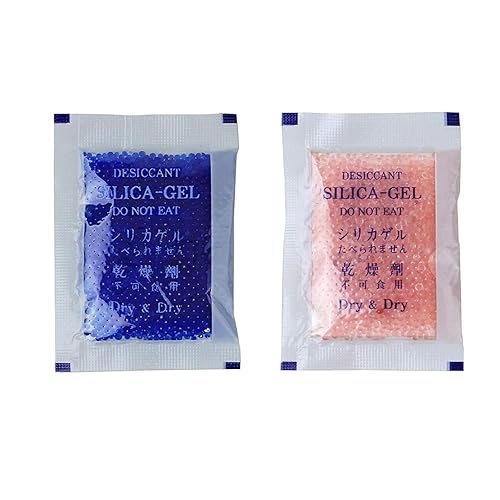 DESICCANT
SILICA-GEL
DO NOT EAT
シリカゲル
たべられません
乾燥劑
不可食用
Dry & Dry
DESICCANT
SILICA-GEL
DO NOT EAT
シリカゲル
たべられません
乾燥劑
不可食用
Dry & Dry